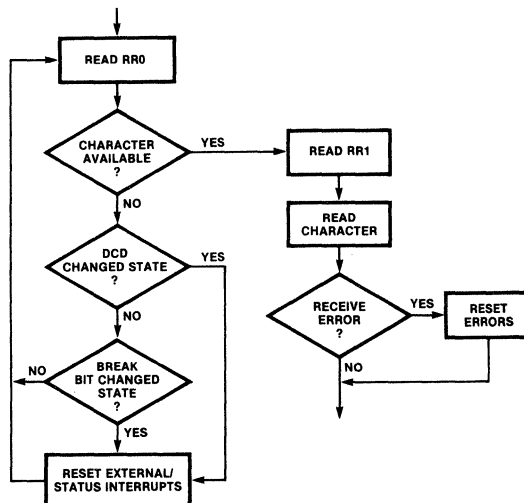 READ RR0
CHARACTER
AVAILABLE
?
YES
NO
READ RR1
READ
CHARACTER
DCD
CHANGED STATE
?
YES
NO
RECEIVE
ERROR
?
YES
NO
RESET
ERRORS
BREAK
BIT CHANGED
STATE
?
NO
YES
RESET EXTERNAL/
STATUS INTERRUPTS